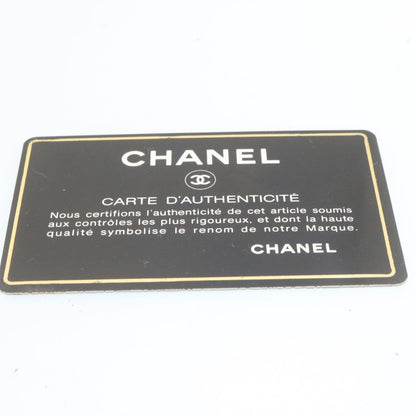 CHANEL
CARTE D'AUTHENTICITÉ
Nous certifions l'authenticité de cet article soumis
aux contrôles les plus rigoureux, et dont la haute
qualité symbolise le renom de notre Marque.
CHANEL